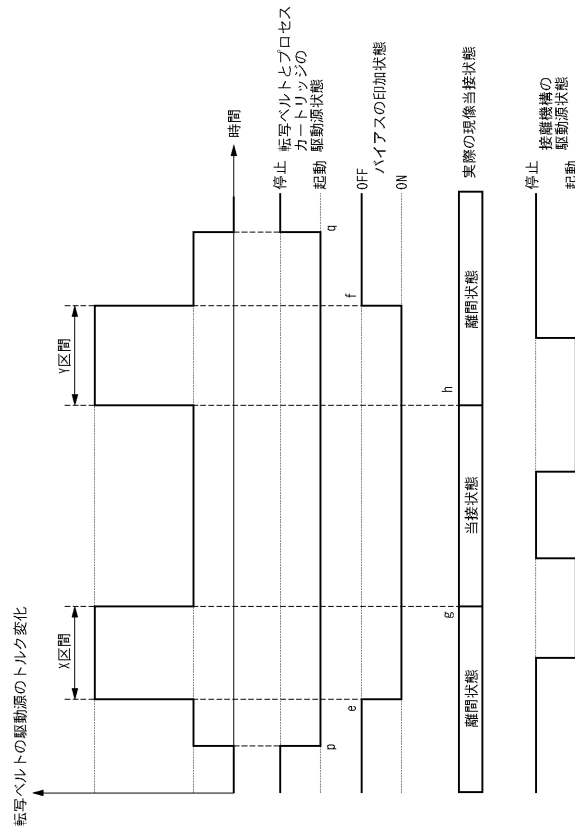 転写ベルトの駆動源のトルク変化
X区間
Y区間
時間
停止
起動
転写ベルトとプロセス
カートリッジの
駆動源状態
p
q
OFF
ON
バイアスの印加状態
e
f
g
h
離間状態
当接状態
離間状態
実際の現像当接状態
停止
起動
接離機構の
駆動源状態